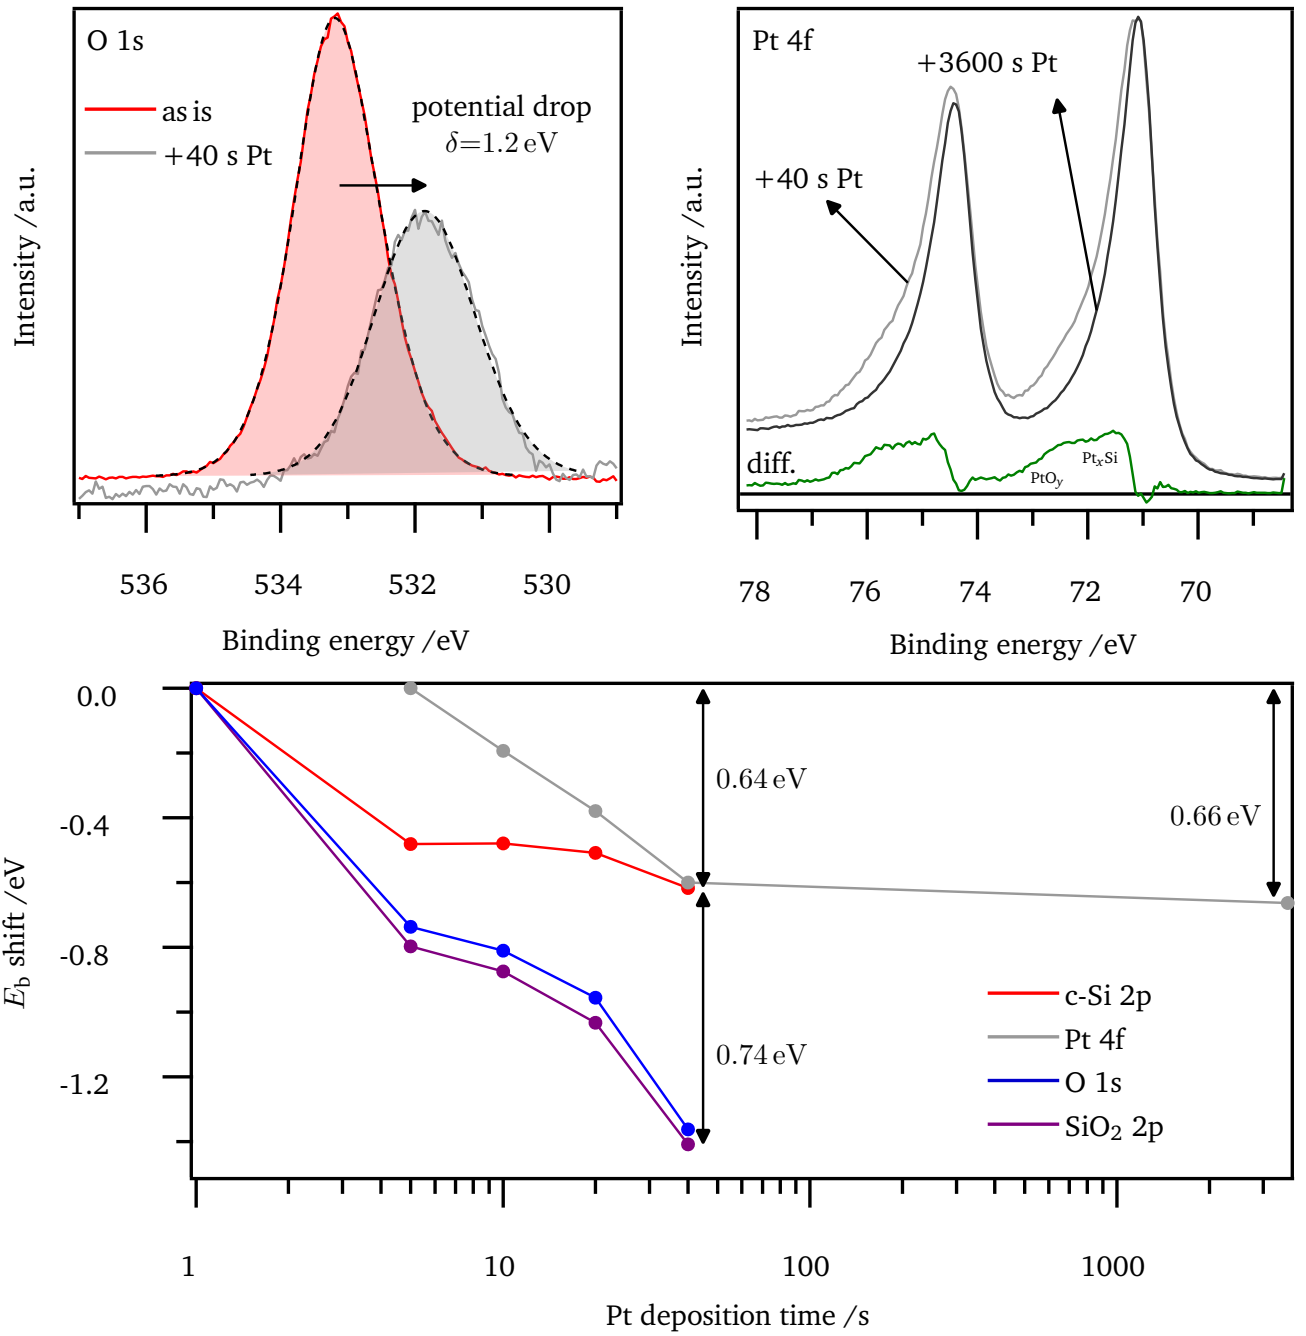 O 1s
as is
+40 s Pt
potential drop
δ=1.2 eV
Intensity /a.u.
536
534
532
530
Binding energy /eV
Pt 4f
+3600 s Pt
+40 s Pt
diff.
PtOy
PtxSi
Intensity /a.u.
78
76
74
72
70
Binding energy /eV
0.0
-0.4
-0.8
-1.2
Eb shift /eV
0.64 eV
0.66 eV
0.74 eV
c-Si 2p
Pt 4f
O 1s
SiO₂ 2p
1
10
100
1000
Pt deposition time /s